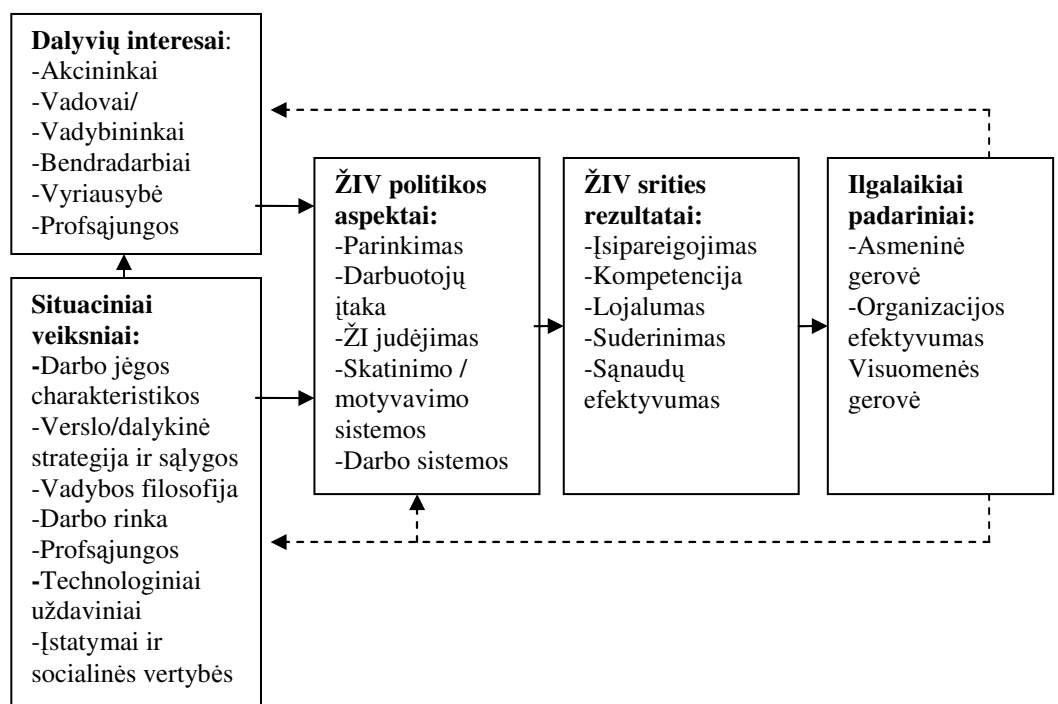 Dalyvių interesai:
-Akcininkai
-Vadovai/
-Vadybininkai
-Bendradarbiai
-Vyriausybė
-Profsąjungos
Situaciniai
veiksniai:
-Darbo jėgos
charakteristikos
-Verslo/dalykinė
strategija ir sąlygos
-Vadybos filosofija
-Darbo rinka
-Profsąjungos
-Technologiniai
uždaviniai
-Įstatymai ir
socialinės vertybės
ŽIV politikos
aspektai:
-Parinkimas
-Darbuotojų
įtaka
-ŽI judėjimas
-Skatinimo /
motyvavimo
sistemos
-Darbo sistemos
ŽIV srities
rezultatai:
-Įsipareigojimas
-Kompetencija
-Lojalumas
-Suderinimas
-Sąnaudų
efektyvumas
Ilgalaikiai
padariniai:
-Asmeninė
gerovė
-Organizacijos
efektyvumas
Visuomenės
gerovė